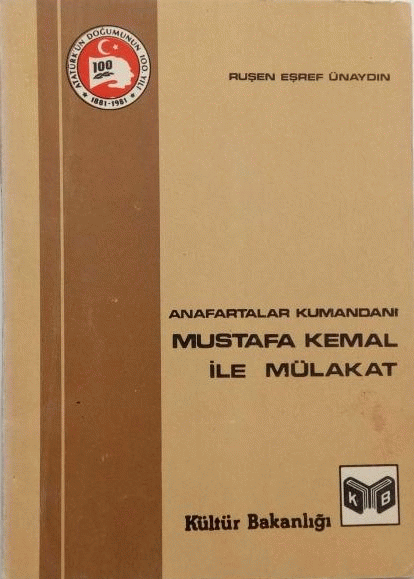 ATATÜRK'ÜN DOĞUMUNUN 100. YILI
100
★ 1881-1981 ★
RUŞEN EŞREF ÜNAYDIN
ANAFARTALAR KUMANDANI
MUSTAFA KEMAL
İLE MÜLAKAT
K B
Kültür Bakanlığı